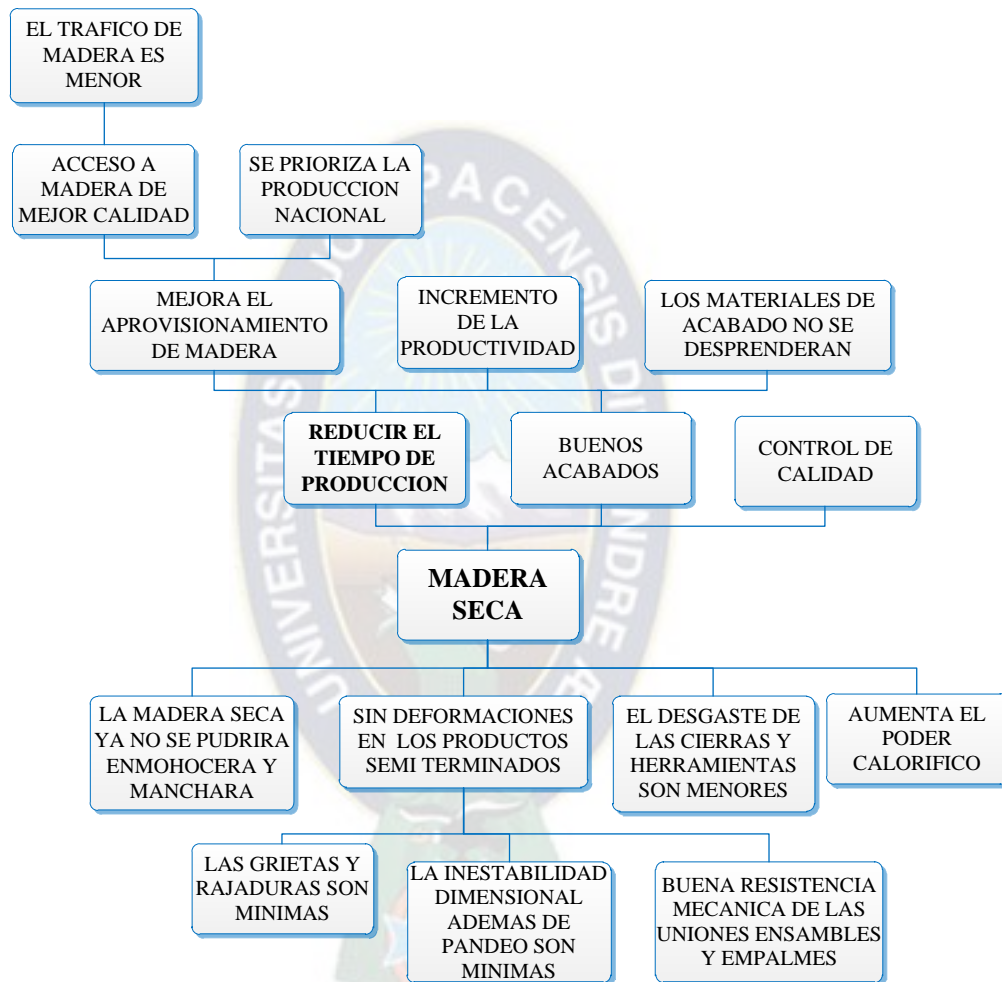 EL TRAFICO DE
MADERA ES
MENOR
ACCESO A
MADERA DE
MEJOR CALIDAD
SE PRIORIZA LA
PRODUCCION
NACIONAL
MEJORA EL
APROVISIONAMIENTO
DE MADERA
INCREMENTO
DE LA
PRODUCTIVIDAD
LOS MATERIALES DE
ACABADO NO SE
DESPRENDERAN
REDUCIR EL
TIEMPO DE
PRODUCCION
BUENOS
ACABADOS
CONTROL DE
CALIDAD
MADERA
SECA
LA MADERA SECA
YA NO SE PUDRIRA
ENMOHOCERA Y
MANCHARA
SIN DEFORMACIONES
EN LOS PRODUCTOS
SEMI TERMINADOS
EL DESGASTE DE
LAS CIERRAS Y
HERRAMIENTAS
SON MENORES
AUMENTA EL
PODER
CALORIFICO
LAS GRIETAS Y
RAJADURAS SON
MINIMAS
LA INESTABILIDAD
DIMENSIONAL
ADEMAS DE
PANDEO SON
MINIMAS
BUENA RESISTENCIA
MECANICA DE LAS
UNIONES ENSAMBLES
Y EMPALMES
UNIVERSITAS
PACENSIS